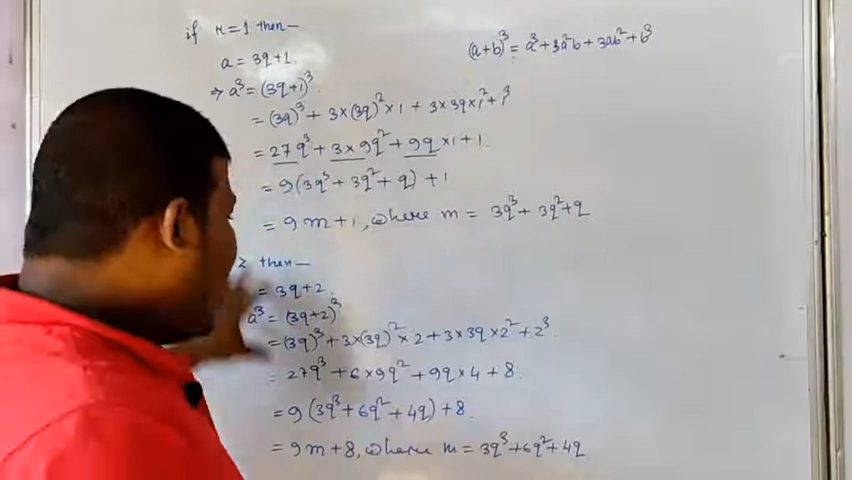 if r=1 then—
a = 3q+1.
⇒ a³ = (3q+1)³.
= (3q)³ + 3×(3q)²×1 + 3×3q×1² + 1³
= 27q³ + 3×9q² + 9q×1 + 1.
= 9(3q³ + 3q² + q) + 1
= 9m+1, where m = 3q³ + 3q² + q
(a+b)³ = a³+3a²b+3ab²+b³
2 then—
= 3q+2.
a³ = (3q+2)³
= (3q)³ + 3×(3q)²×2 + 3×3q×2² + 2³
= 27q³ + 6×9q² + 9q×4 + 8.
= 9(3q³ + 6q² + 4q) + 8.
= 9m+8, where m = 3q³+6q²+4q